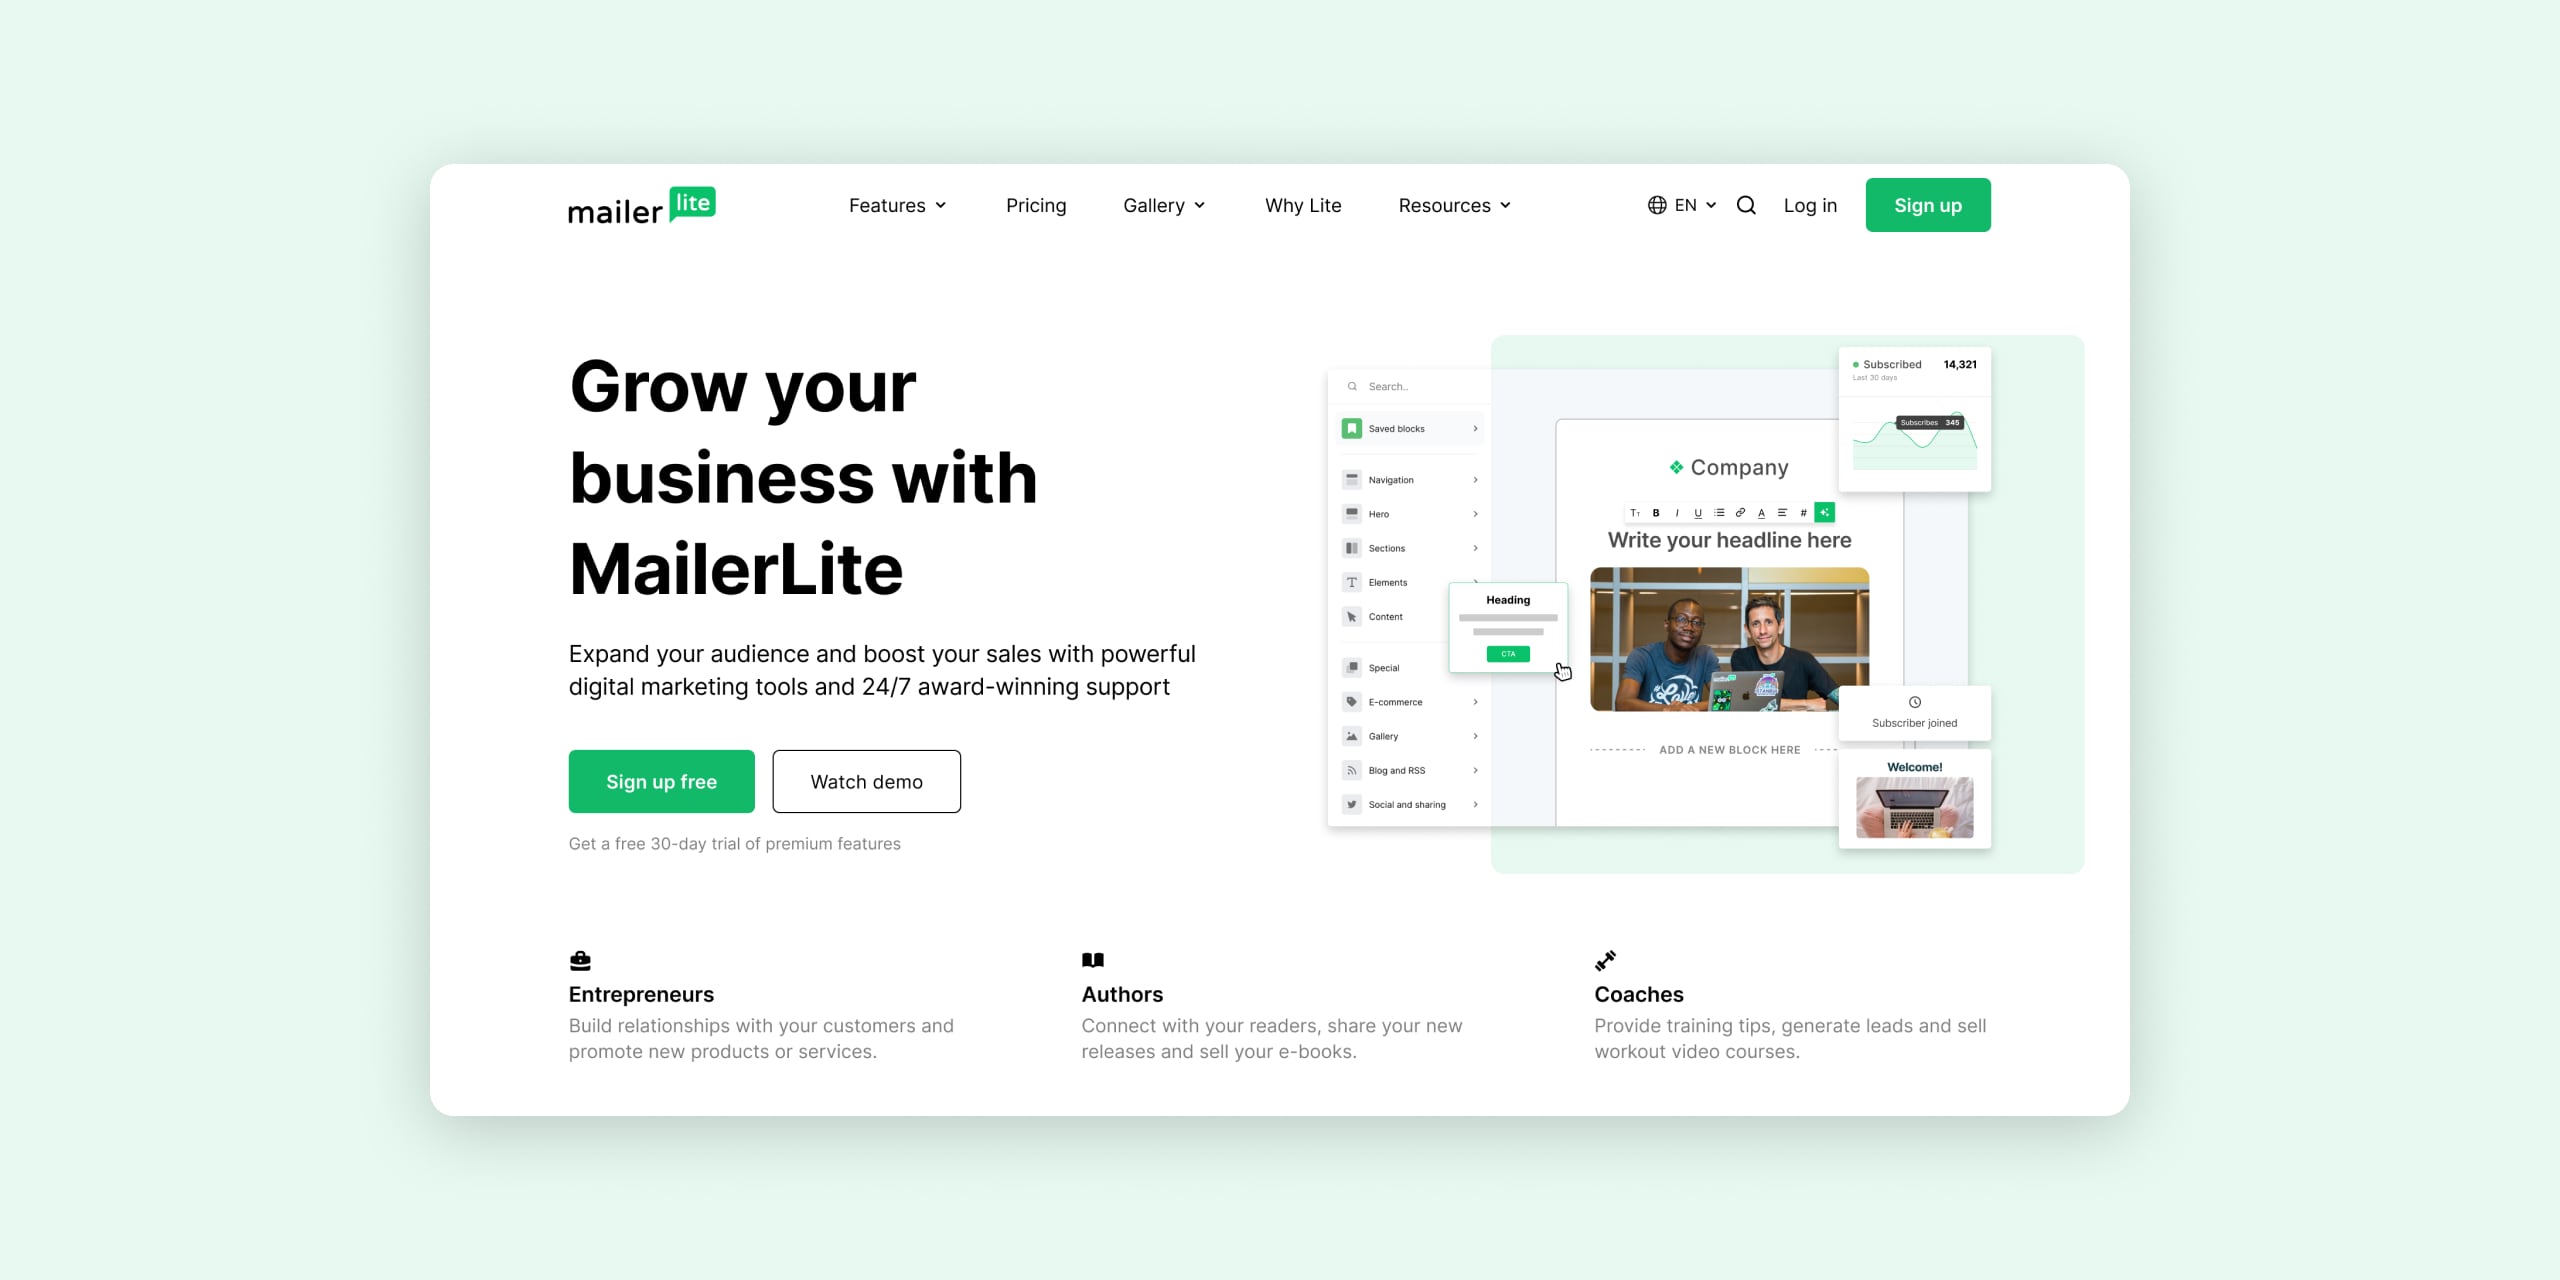 mailer lite
Features
Pricing
Gallery
Why Lite
Resources
EN
Log in
Sign up
Grow your
business with
MailerLite
Expand your audience and boost your sales with powerful
digital marketing tools and 24/7 award-winning support
Sign up free
Watch demo
Get a free 30-day trial of premium features
Search..
Saved blocks
Navigation
Hero
Sections
Elements
Content
Special
E-commerce
Gallery
Blog and RSS
Social and sharing
Heading
CTA
Company
TT B I U A #
Write your headline here
Love
ADD A NEW BLOCK HERE
Subscribed 14,321
Last 30 days
Subscribes 345
Subscriber joined
Welcome!
Entrepreneurs
Build relationships with your customers and
promote new products or services.
Authors
Connect with your readers, share your new
releases and sell your e-books.
Coaches
Provide training tips, generate leads and sell
workout video courses.